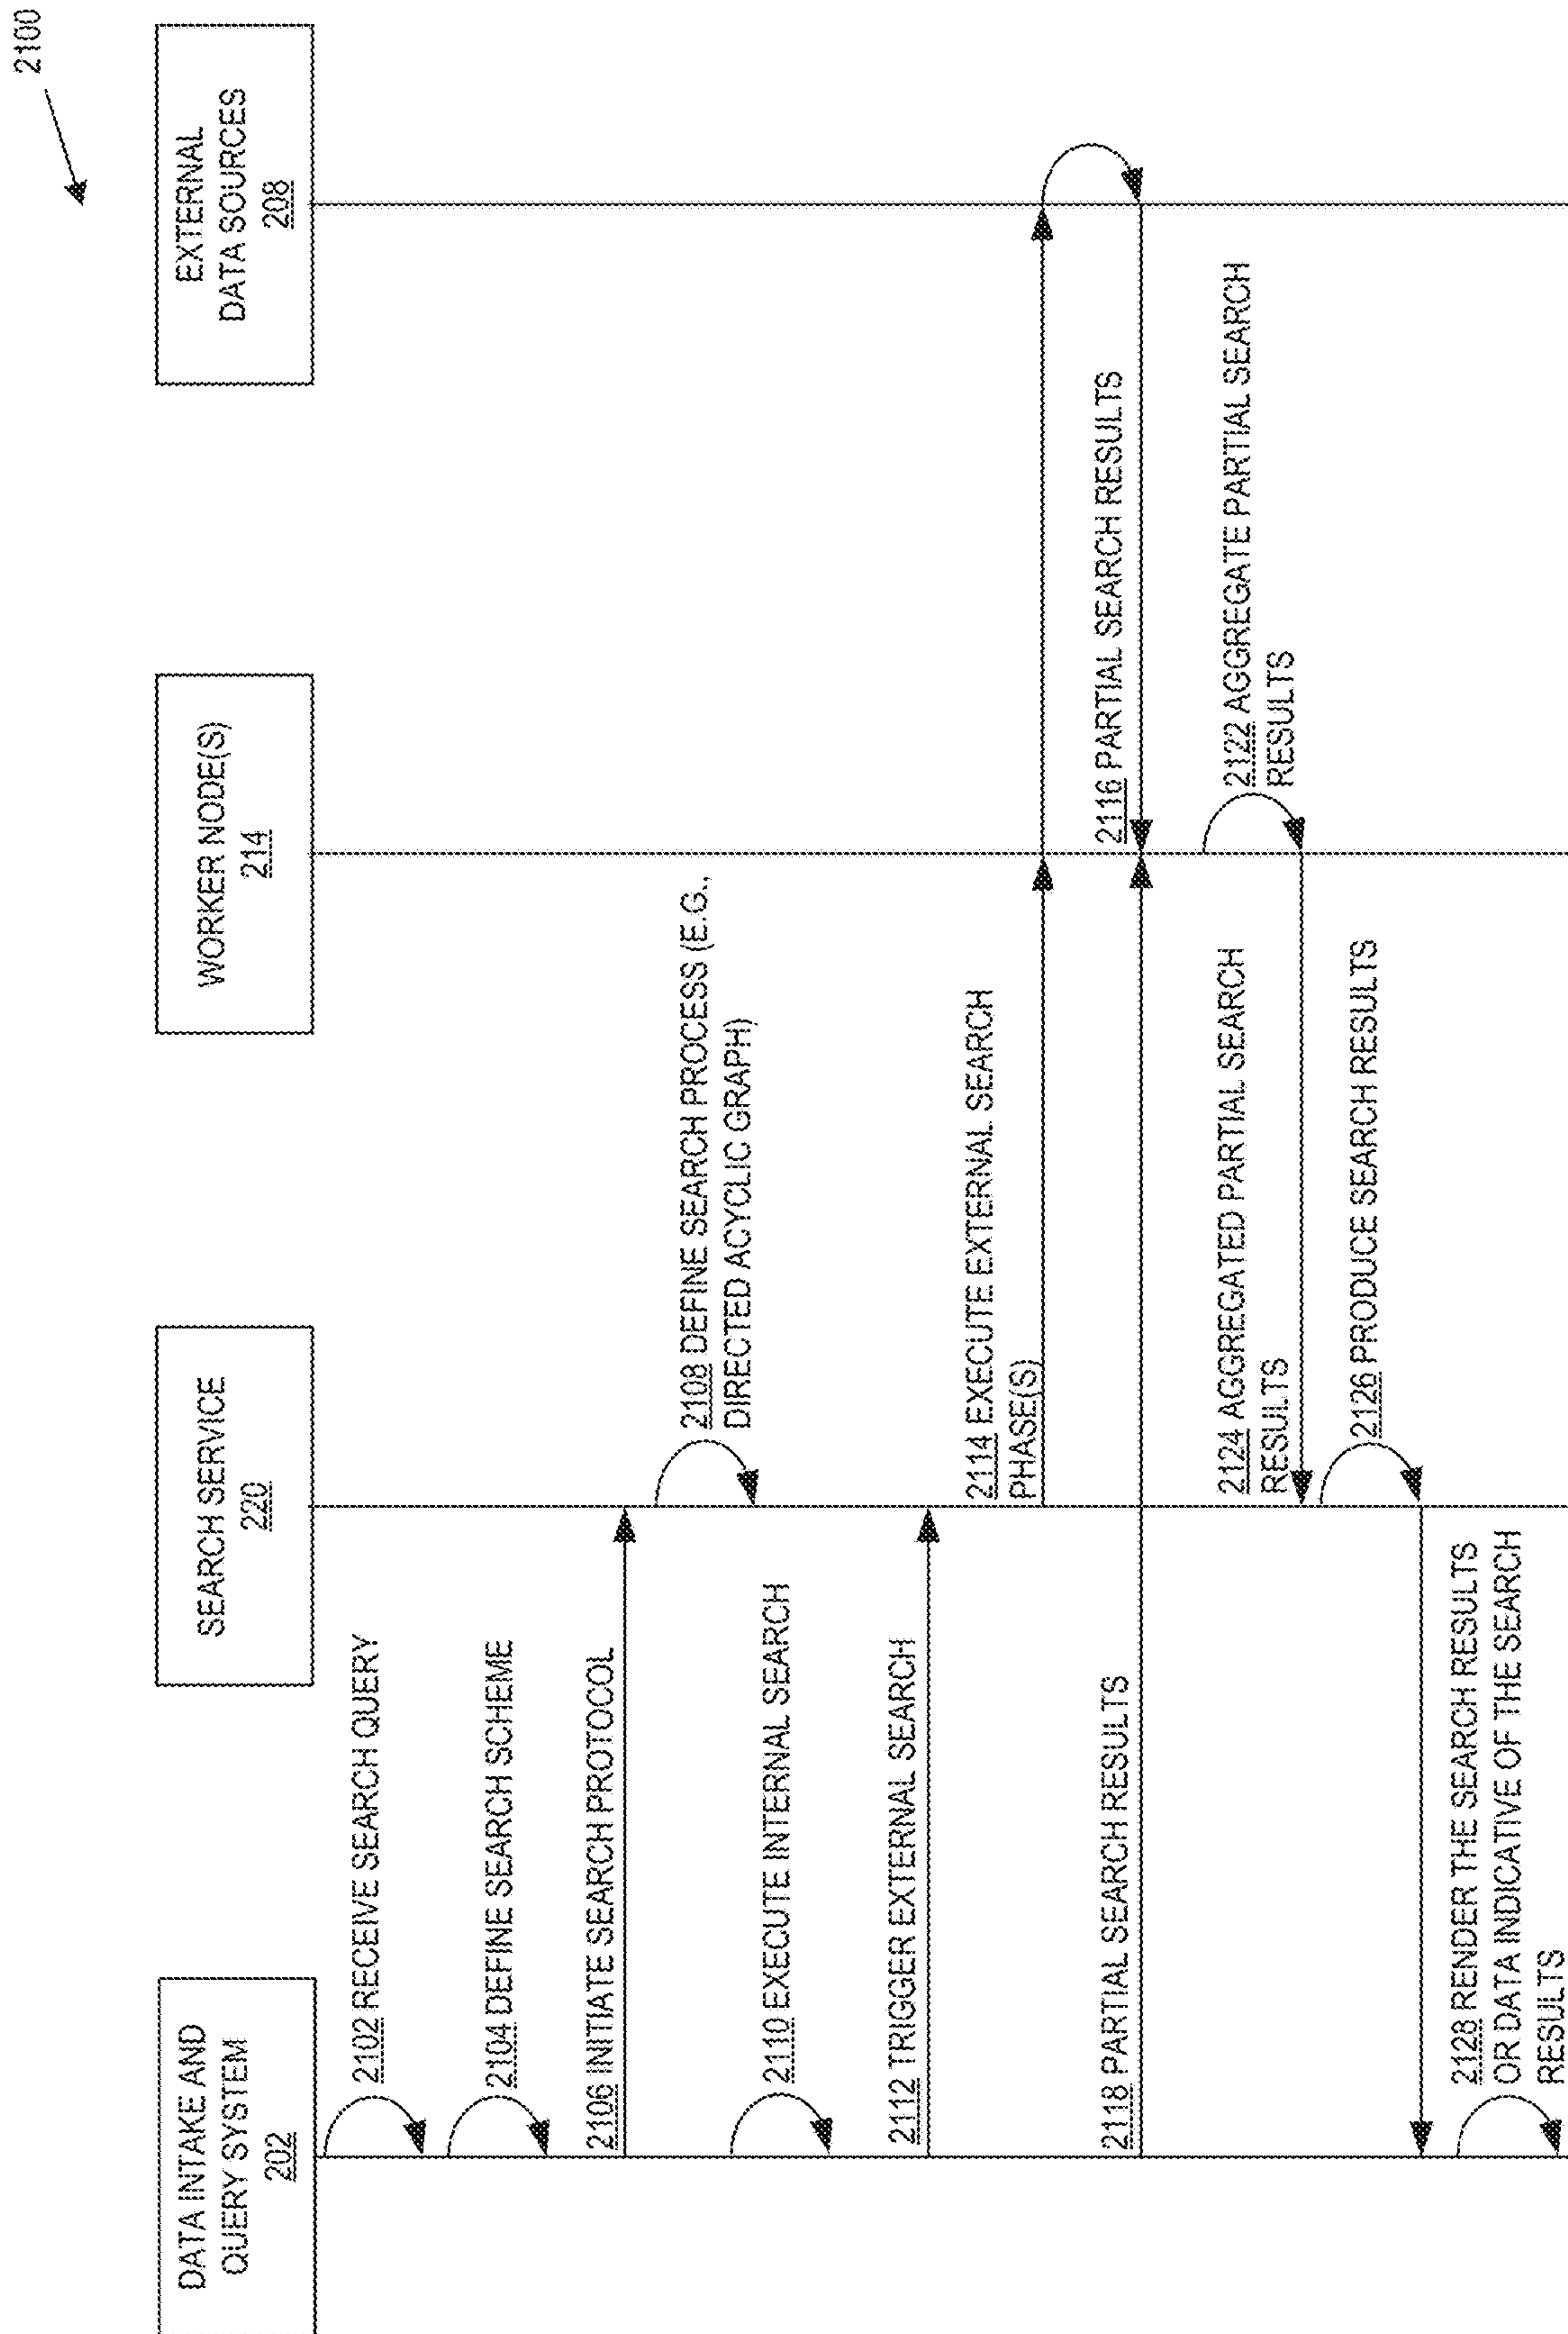 2100
DATA INTAKE AND
QUERY SYSTEM
202
SEARCH SERVICE
220
WORKER NODE(S)
214
EXTERNAL
DATA SOURCES
208
2102 RECEIVE SEARCH QUERY
2104 DEFINE SEARCH SCHEME
2106 INITIATE SEARCH PROTOCOL
2108 DEFINE SEARCH PROCESS (E.G.,
DIRECTED ACYCLIC GRAPH)
2110 EXECUTE INTERNAL SEARCH
2112 TRIGGER EXTERNAL SEARCH
2114 EXECUTE EXTERNAL SEARCH
PHASE(S)
2116 PARTIAL SEARCH RESULTS
2118 PARTIAL SEARCH RESULTS
2122 AGGREGATE PARTIAL SEARCH
RESULTS
2124 AGGREGATED PARTIAL SEARCH
RESULTS
2126 PRODUCE SEARCH RESULTS
2128 RENDER THE SEARCH RESULTS
OR DATA INDICATIVE OF THE SEARCH
RESULTS